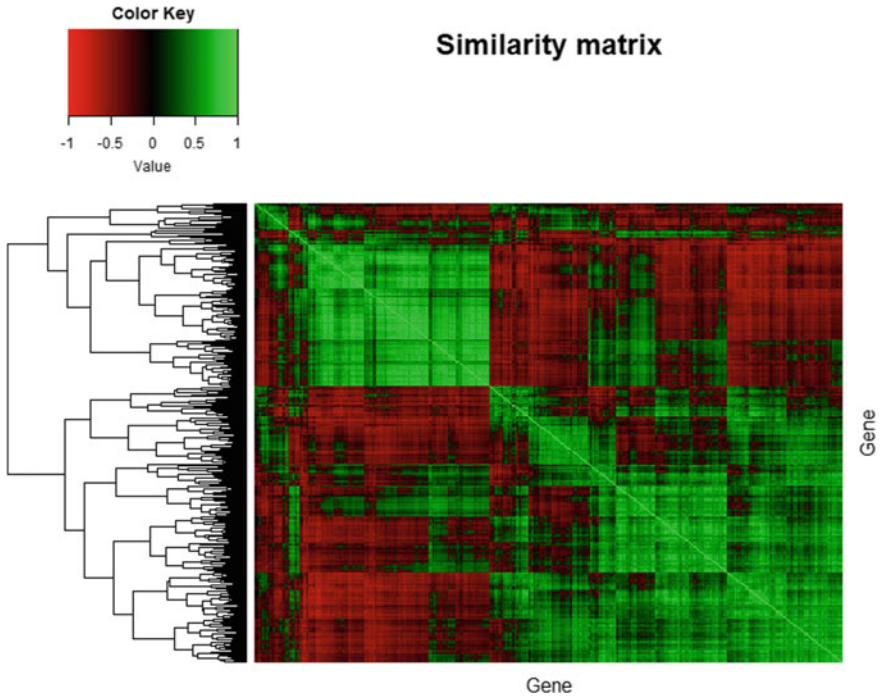 Color Key
Similarity matrix
-1 -0.5 0 0.5 1
Value
Gene
Gene